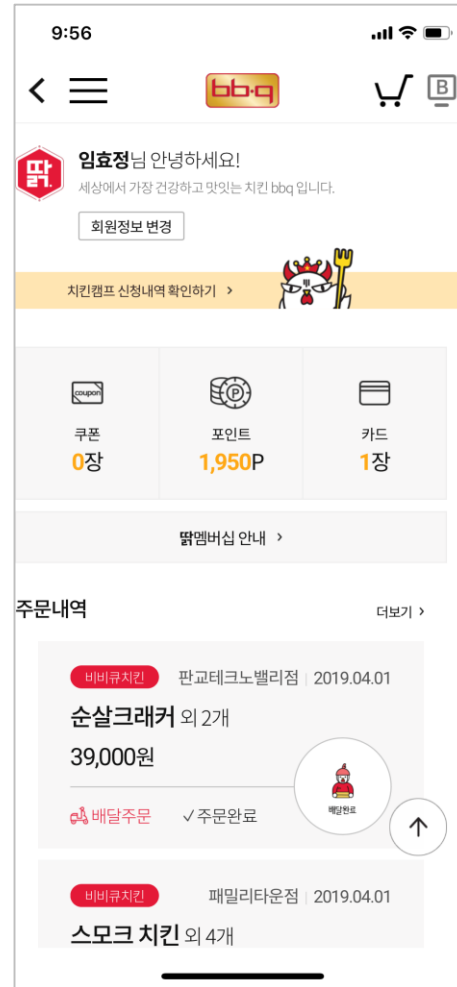 9:56
bb·q
B
딹.
임효정님 안녕하세요!
세상에서 가장 건강하고 맛있는 치킨 bbq 입니다.
회원정보 변경
치킨캠프 신청내역 확인하기 >
coupon
P
쿠폰
포인트
카드
0장
1,950P
1장
딹멤버십 안내 >
주문내역
더보기 >
비비큐치킨 판교테크노밸리점 | 2019.04.01
순살크래커 외 2개
39,000원
배달완료
배달주문 ✓주문완료
비비큐치킨 패밀리타운점 | 2019.04.01
스모크 치킨 외 4개